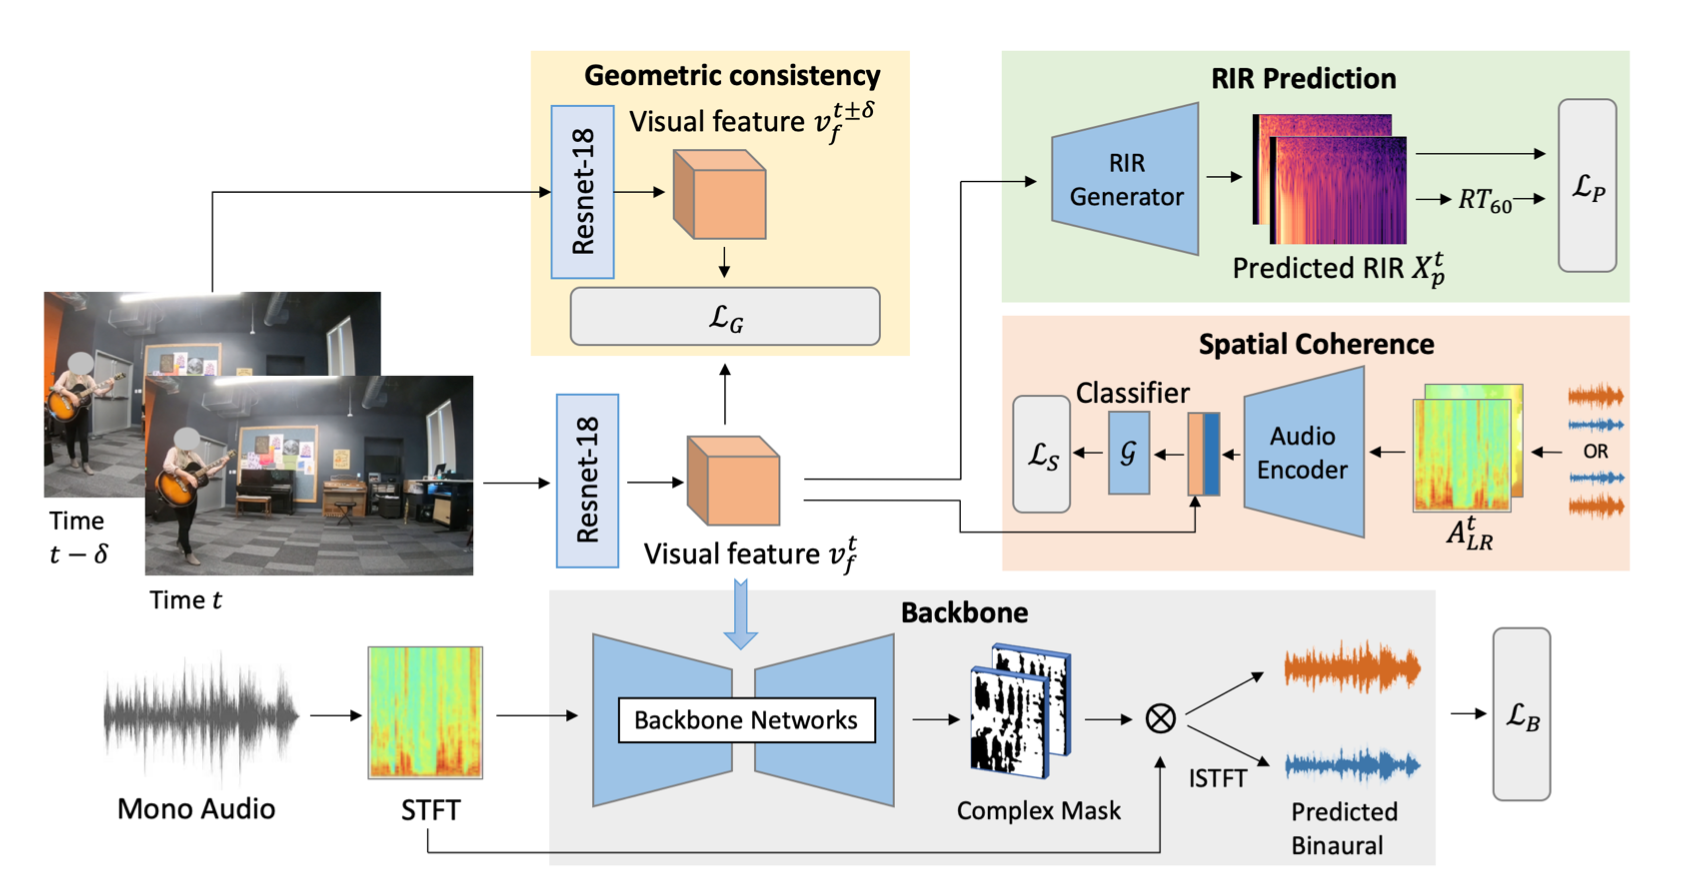 Geometric consistency
Resnet-18
Visual feature $v_f^{t\pm\delta}$
$\mathcal{L}_G$
RIR Prediction
RIR
Generator
$RT_{60}$
$\mathcal{L}_P$
Predicted RIR $X_p^t$
Spatial Coherence
Classifier
$\mathcal{L}_S$
$\mathcal{G}$
Audio
Encoder
OR
$A_{LR}^t$
Time
$t-\delta$
Time $t$
Resnet-18
Visual feature $v_f^t$
Backbone
Backbone Networks
Mono Audio
STFT
Complex Mask
ISTFT
Predicted
Binaural
$\mathcal{L}_B$